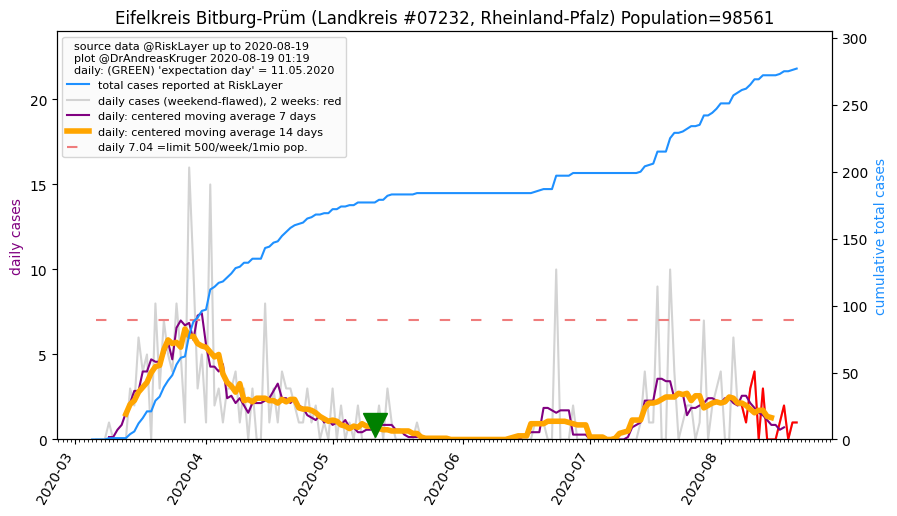 Eifelkreis Bitburg-Prüm (Landkreis #07232, Rheinland-Pfalz) Population=98561
source data @RiskLayer up to 2020-08-19
plot @DrAndreasKruger 2020-08-19 01:19
daily: (GREEN) 'expectation day' = 11.05.2020
total cases reported at RiskLayer
daily cases (weekend-flawed), 2 weeks: red
daily: centered moving average 7 days
daily: centered moving average 14 days
daily 7.04 =limit 500/week/1mio pop.
daily cases
0
5
10
15
20
cumulative total cases
0
50
100
150
200
250
300
2020-03
2020-04
2020-05
2020-06
2020-07
2020-08